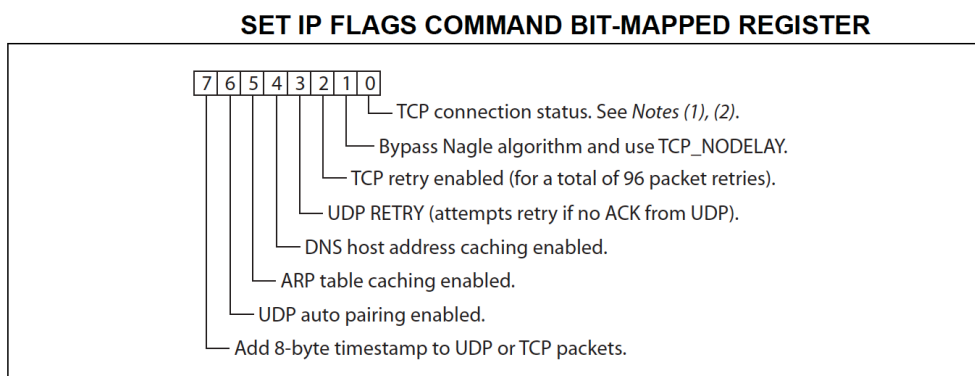 SET IP FLAGS COMMAND BIT-MAPPED REGISTER
7 6 5 4 3 2 1 0
TCP connection status. See Notes (1), (2).
Bypass Nagle algorithm and use TCP_NODELAY.
TCP retry enabled (for a total of 96 packet retries).
UDP RETRY (attempts retry if no ACK from UDP).
DNS host address caching enabled.
ARP table caching enabled.
UDP auto pairing enabled.
Add 8-byte timestamp to UDP or TCP packets.